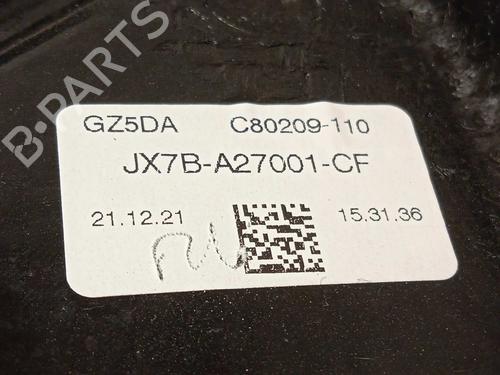 B-PARTS
GZ5DA C80209-110
JX7B-A27001-CF
21.12.21 15.31.36